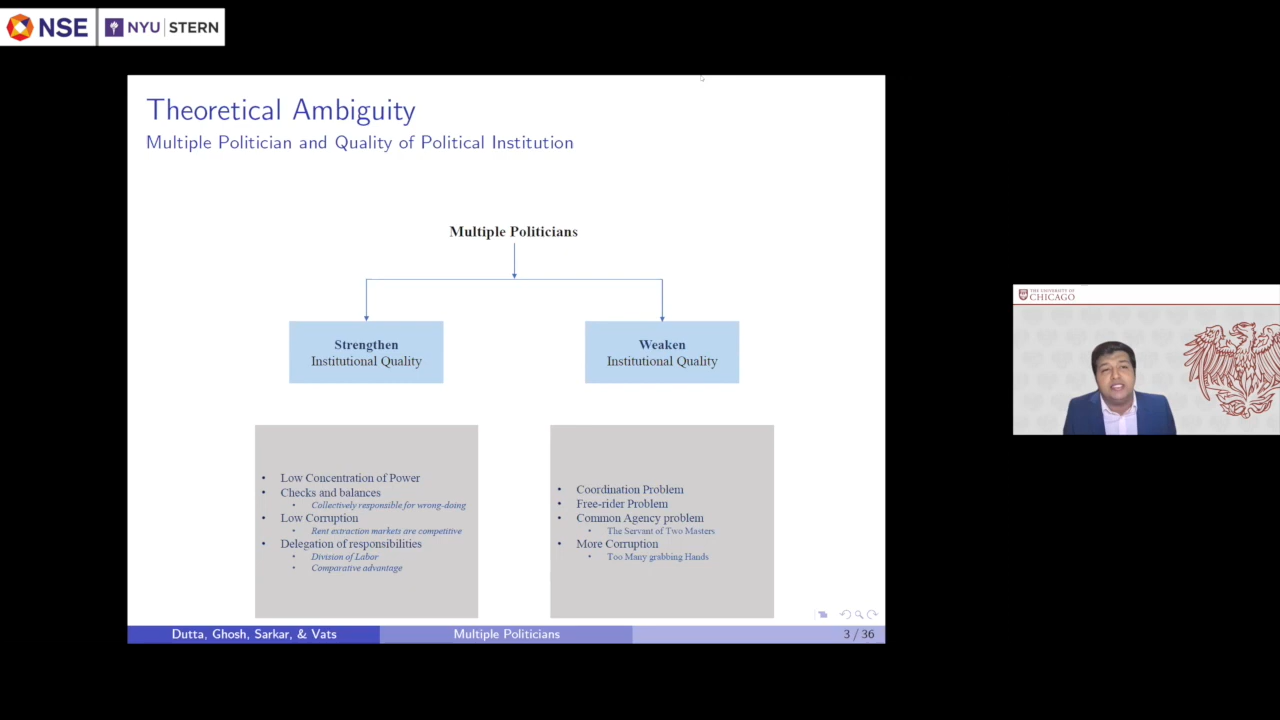 NSE
NYU | STERN
Theoretical Ambiguity
Multiple Politician and Quality of Political Institution
Multiple Politicians
Strengthen
Institutional Quality
Weaken
Institutional Quality
• Low Concentration of Power
• Checks and balances
• Collectively responsible for wrong-doing
• Low Corruption
• Rent extraction markets are competitive
• Delegation of responsibilities
• Division of Labor
• Comparative advantage
• Coordination Problem
• Free-rider Problem
• Common Agency problem
• The Servant of Two Masters
• More Corruption
• Too Many grabbing Hands
Dutta, Ghosh, Sarkar, & Vats
Multiple Politicians
3 / 36
THE UNIVERSITY OF
CHICAGO